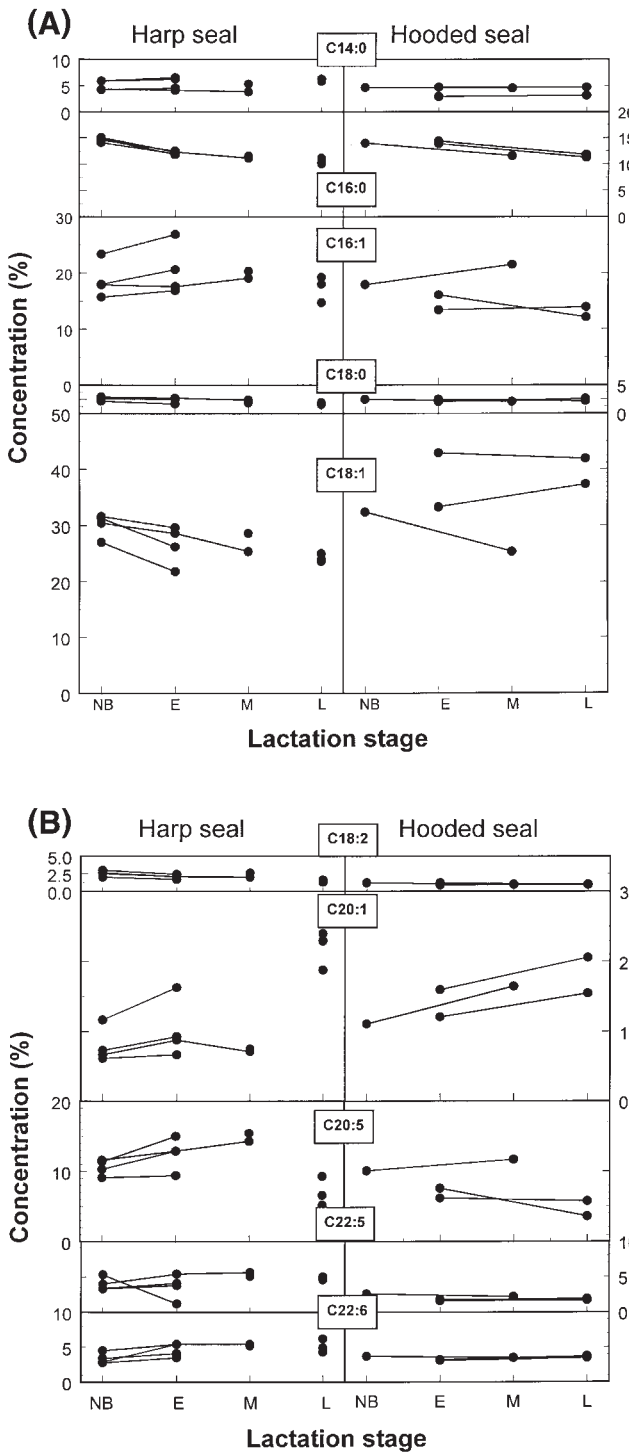 (A)
Harp seal
Hooded seal
C14:0
10
5
0
20
15
10
5
0
C16:0
C16:1
30
20
10
0
C18:0
5
0
C18:1
50
40
30
20
10
0
Concentration (%)
NB E M L NB E M L
Lactation stage
(B)
Harp seal
Hooded seal
C18:2
5.0
2.5
0.0
C20:1
3
2
1
0
C20:5
20
10
0
C22:5
15
0
C22:6
10
5
0
Concentration (%)
NB E M L NB E M L
Lactation stage